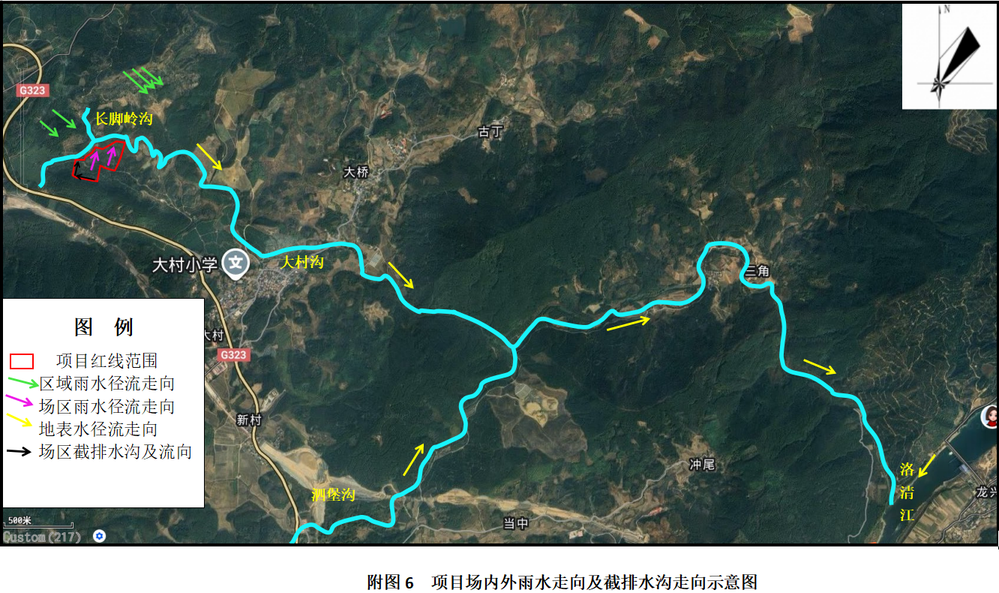 N
G323
长脚岭沟
古丁
大桥
大村小学
文
大村沟
三角
图 例
项目红线范围
区域雨水径流走向
场区雨水径流走向
地表水径流走向
场区截排水沟及流向
大村
G323
新村
泗堡沟
冲尾
当中
洛清江
龙兴
500米
Custom(217)
附图 6 项目场内外雨水走向及截排水沟走向示意图